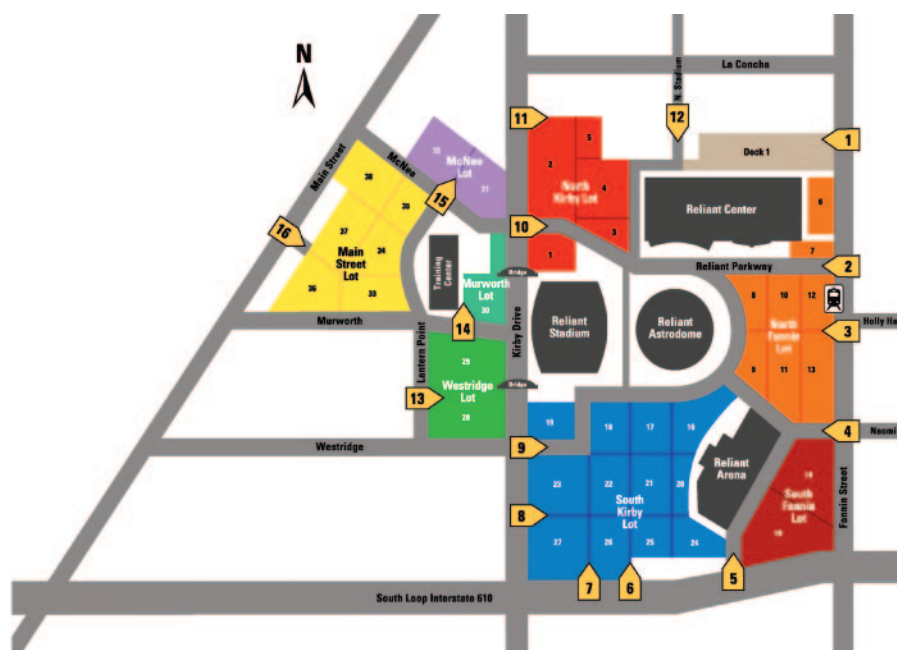 N
La Concha
N. Stadium
12
11
1
Deck 1
5
2
4
North
Kirby Lot
3
Reliant Center
6
7
Main Street
McNee
32
McNee
Lot
31
15
38
35
16
37
34
Main
Street
Lot
36
33
10
1
Reliant Parkway
2
Training
Center
Murworth
Lot
30
14
Bridge
Kirby Drive
Reliant
Stadium
Reliant
Astrodome
8
10
12
North
Fannin
Lot
9
11
13
3
Holly Ha
Murworth
Lantern Point
29
Westridge
Lot
28
13
Bridge
Westridge
9
19
18
17
16
4
Naomi
Reliant
Arena
South
Fannin
Lot
Fannin Street
23
22
21
20
South
Kirby
Lot
8
27
26
25
24
7
6
5
South Loop Interstate 610